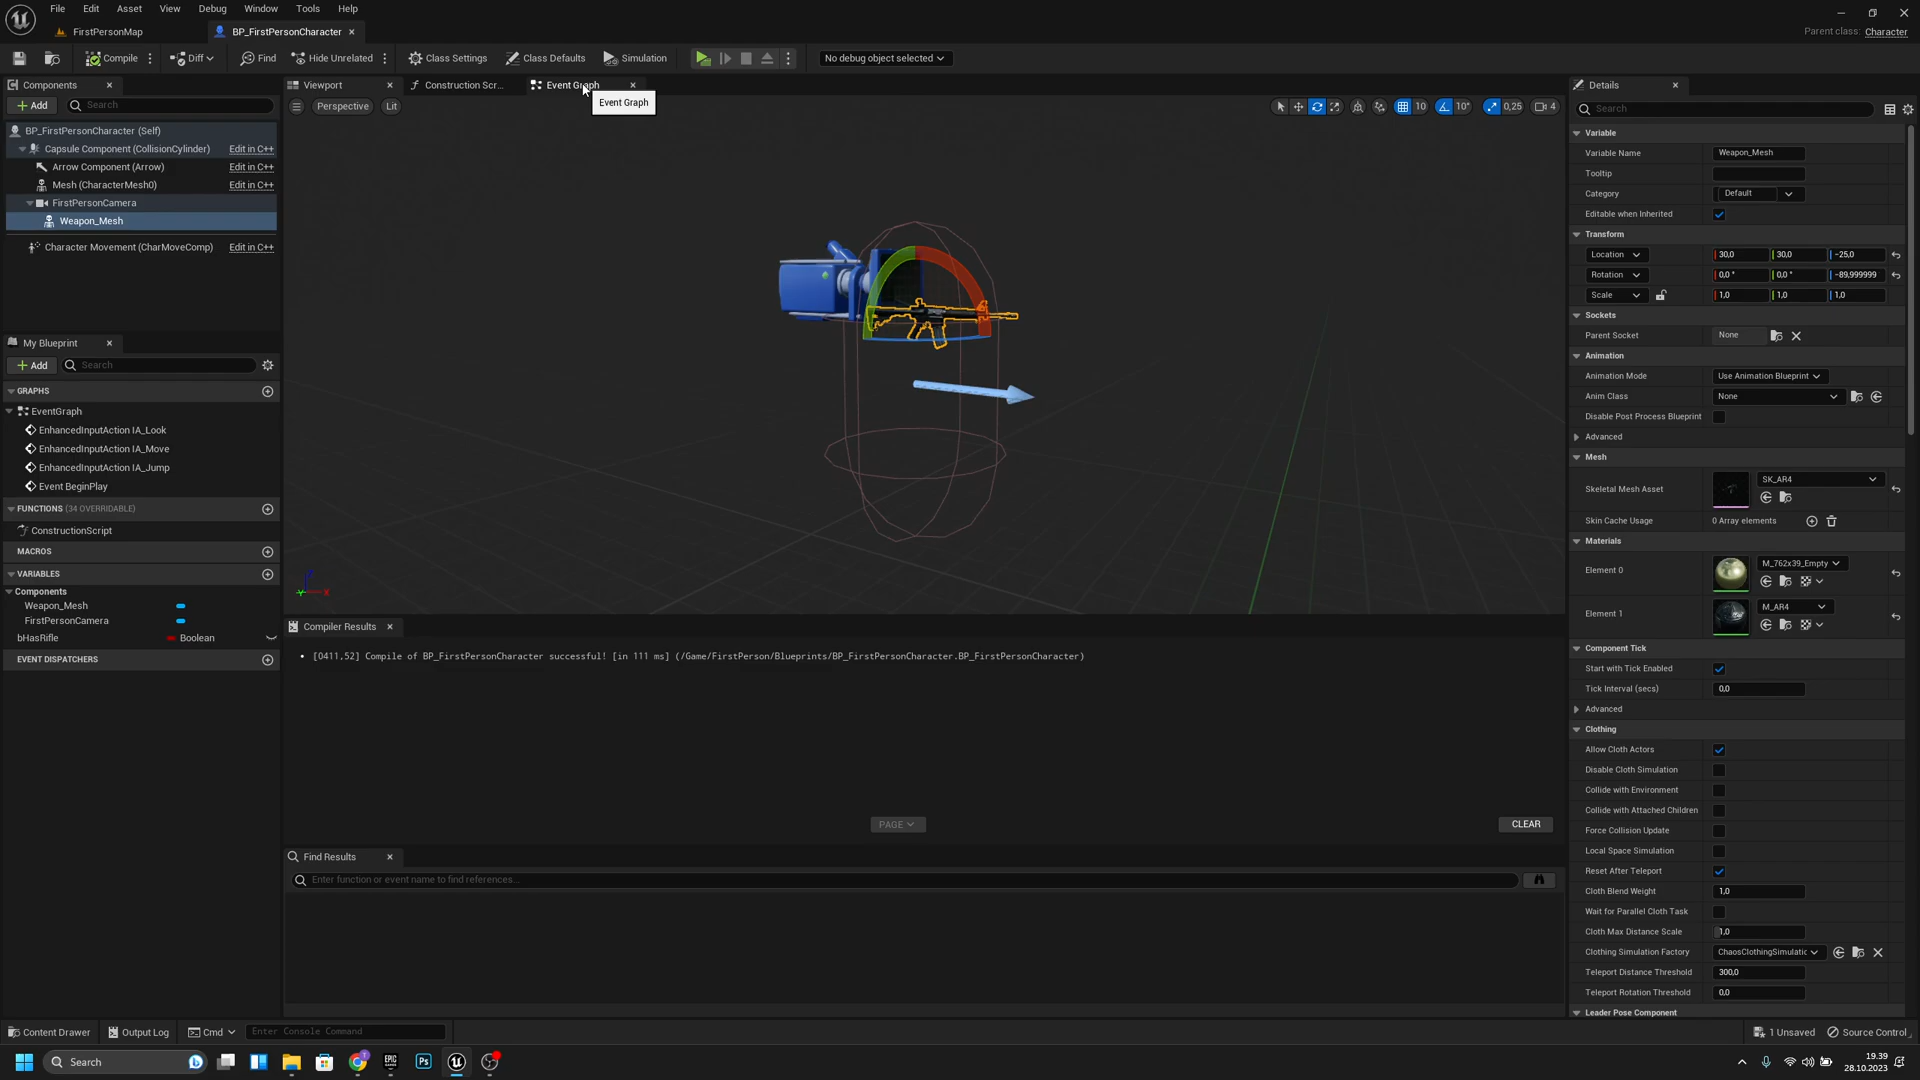 File Edit Asset View Debug Window Tools Help
FirstPersonMap BP_FirstPersonCharacter
Parent class: Character
Compile Diff Find Hide Unrelated Class Settings Class Defaults Simulation No debug object selected
Components
Add Search
BP_FirstPersonCharacter (Self)
Capsule Component (CollisionCylinder) Edit in C++
Arrow Component (Arrow) Edit in C++
Mesh (CharacterMesh0) Edit in C++
FirstPersonCamera
Weapon_Mesh
Character Movement (CharMoveComp) Edit in C++
My Blueprint
Add Search
GRAPHS
EventGraph
EnhancedInputAction IA_Look
EnhancedInputAction IA_Move
EnhancedInputAction IA_Jump
Event BeginPlay
FUNCTIONS (34 OVERRIDABLE)
ConstructionScript
MACROS
VARIABLES
Components
Weapon_Mesh
FirstPersonCamera
bHasRifle Boolean
EVENT DISPATCHERS
Viewport Construction Scr... Event Graph
Event Graph
Perspective Lit
10 10° 0,25 4
Z
Y X
Compiler Results
• [0411,52] Compile of BP_FirstPersonCharacter successful! [in 111 ms] (/Game/FirstPerson/Blueprints/BP_FirstPersonCharacter.BP_FirstPersonCharacter)
PAGE CLEAR
Find Results
Enter function or event name to find references...
Details
Search
Variable
Variable Name Weapon_Mesh
Tooltip
Category Default
Editable when Inherited
Transform
Location 30,0 30,0 -25,0
Rotation 0,0 ° 0,0 ° -89,999999
Scale 1,0 1,0 1,0
Sockets
Parent Socket None
Animation
Animation Mode Use Animation Blueprint
Anim Class None
Disable Post Process Blueprint
Advanced
Mesh
Skeletal Mesh Asset SK_AR4
Skin Cache Usage 0 Array elements
Materials
Element 0 M_762x39_Empty
Element 1 M_AR4
Component Tick
Start with Tick Enabled
Tick Interval (secs) 0,0
Advanced
Clothing
Allow Cloth Actors
Disable Cloth Simulation
Collide with Environment
Collide with Attached Children
Force Collision Update
Local Space Simulation
Reset After Teleport
Cloth Blend Weight 1,0
Wait for Parallel Cloth Task
Cloth Max Distance Scale 1,0
Clothing Simulation Factory ChaosClothingSimulatic
Teleport Distance Threshold 300,0
Teleport Rotation Threshold 0,0
Leader Pose Component
Content Drawer Output Log Cmd Enter Console Command 1 Unsaved Source Control
Search Ps 19.39
28.10.2023